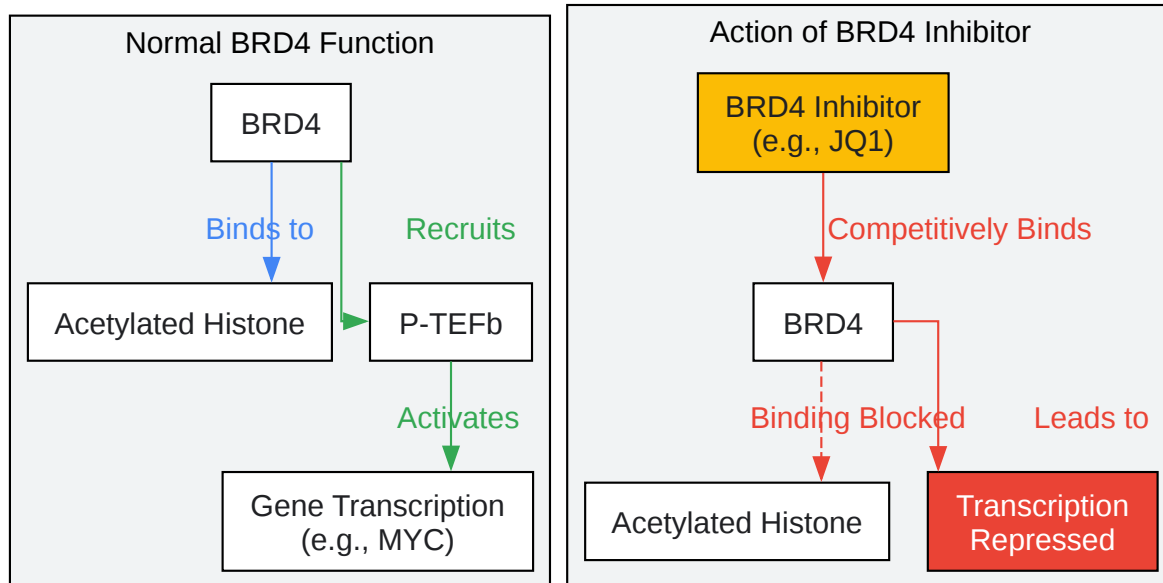 Normal BRD4 Function
BRD4
Binds to
Recruits
Acetylated Histone
P-TEFb
Activates
Gene Transcription
(e.g., MYC)
Action of BRD4 Inhibitor
BRD4 Inhibitor
(e.g., JQ1)
Competitively Binds
BRD4
Binding Blocked
Leads to
Acetylated Histone
Transcription
Repressed